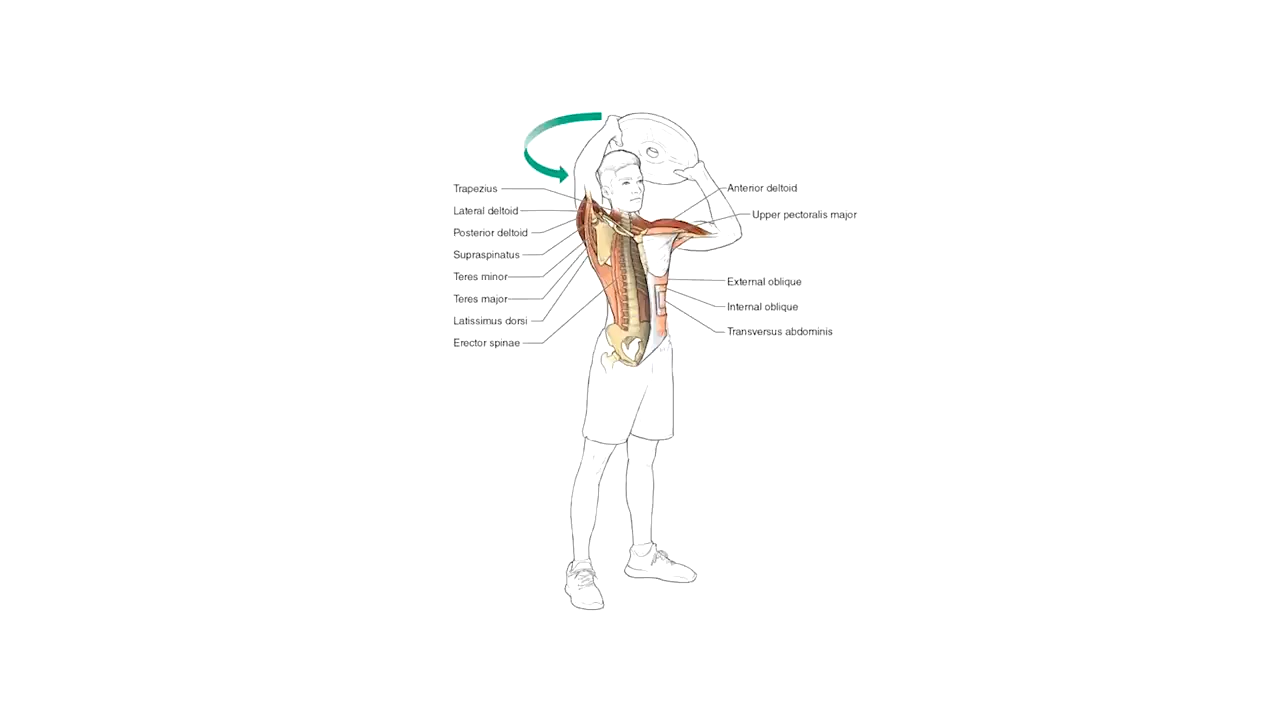 Trapezius
Lateral deltoid
Posterior deltoid
Supraspinatus
Teres minor
Teres major
Latissimus dorsi
Erector spinae
Anterior deltoid
Upper pectoralis major
External oblique
Internal oblique
Transversus abdominis